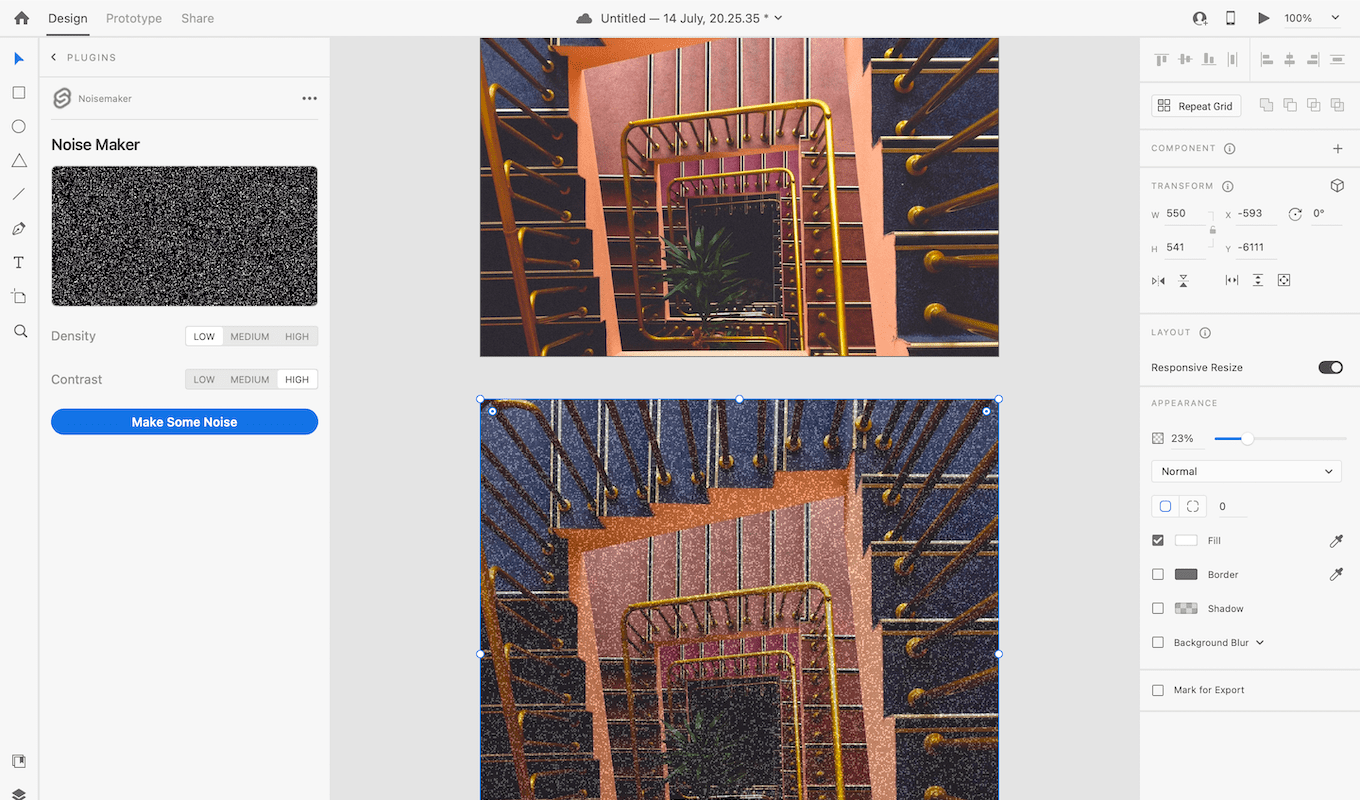 Design Prototype Share
Untitled — 14 July, 20.25.35 *
100%
PLUGINS
Noisemaker
Noise Maker
Density LOW MEDIUM HIGH
Contrast LOW MEDIUM HIGH
Make Some Noise
Repeat Grid
COMPONENT
TRANSFORM
W 550 X -593 0°
H 541 Y -6111
LAYOUT
Responsive Resize
APPEARANCE
23%
Normal
0
Fill
Border
Shadow
Background Blur
Mark for Export